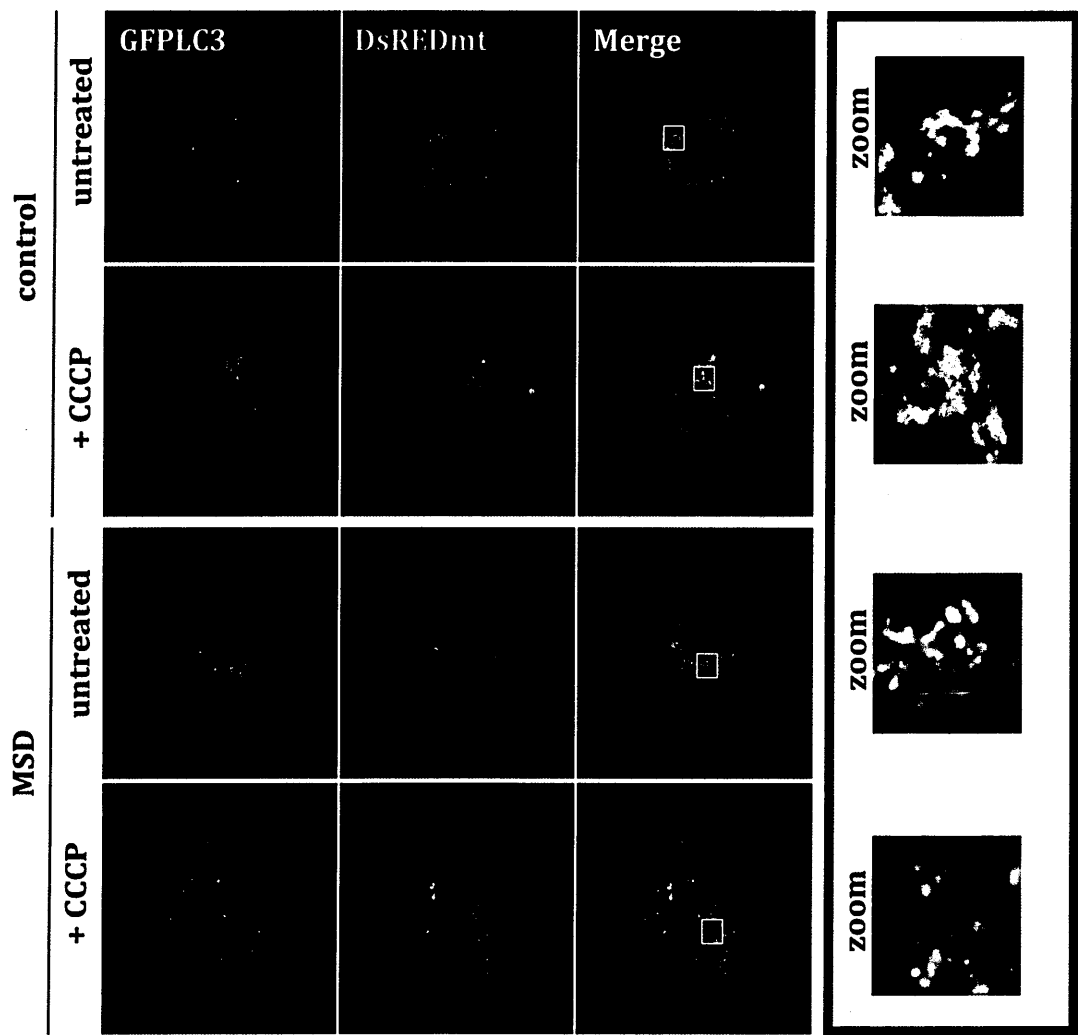 GFPLC3 DsREDmt Merge
control
untreated
zoom
+ CCCP
zoom
MSD
untreated
zoom
+ CCCP
zoom